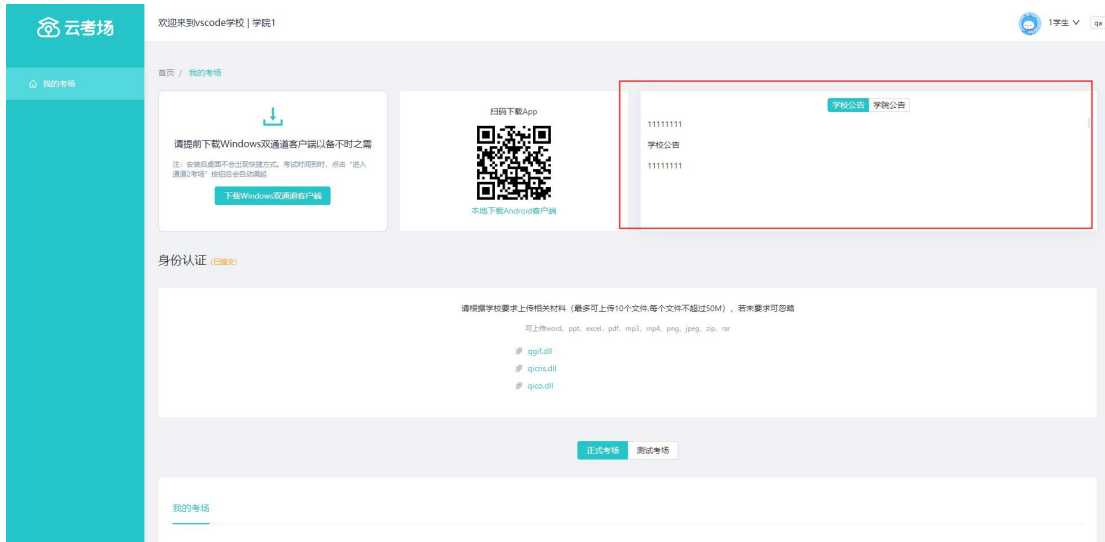 云考场
欢迎来到vscode学校 | 学院1
1学生
qa
我的考场
首页 / 我的考场
请提前下载Windows双通道客户端以备不时之需
注：安装后桌面不会出现快捷方式。考试时间到时，点击“进入
通道2考场”按钮后会自动调起
下载Windows双通道客户端
扫码下载App
本地下载Android客户端
学校公告 学院公告
11111111
学校公告
11111111
身份认证 (已提交)
请根据学校要求上传相关材料（最多可上传10个文件,每个文件不超过50M），若未要求可忽略
可上传word、ppt、excel、pdf、mp3、mp4、png、jpeg、zip、rar
qgif.dll
qicns.dll
qico.dll
正式考场 测试考场
我的考场